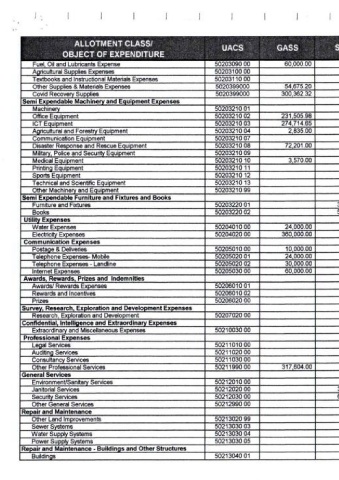 ALLOTMENT CLASS/ OBJECT OF EXPENDITURE UACS GASS S
Fuel, Oil and Lubricants Expense 50203090 00 60,000.00
Agricultural Supplies Expenses 50203100 00
Textbooks and Instructional Materials Expenses 50203110 00
Other Supplies & Materials Expenses 5020399000 54,675.20
Covid Recovery Supplies 5020399000 300,362.32
Semi Expendable Machinery and Equipment Expenses
Machinery 50203210 01
Office Equipment 50203210 02 231,505.98
ICT Equipment 50203210 03 274,714.65
Agricultural and Forestry Equipment 50203210 04 2,835.00
Communication Equipment 50203210 07
Disaster Response and Rescue Equipment 50203210 08 72,201.00
Military, Police and Security Equipment 50203210 09
Medical Equipment 50203210 10 3,570.00
Printing Equipment 50203210 11
Sports Equipment 50203210 12
Technical and Scientific Equipment 50203210 13
Other Machinery and Equipment 50203210 99
Semi Expendable Furniture and Fixtures and Books
Furniture and Fixtures 50203220 01
Books 50203220 02
Utility Expenses
Water Expenses 50204010 00 24,000.00
Electricity Expenses 50204020 00 360,000.00
Communication Expenses
Postage & Deliveries 50205010 00 10,000.00
Telephone Expenses- Mobile 50205020 01 24,000.00
Telephone Expenses - Landline 50205020 02 30,000.00
Internet Expenses 50205030 00 60,000.00
Awards, Rewards, Prizes and Indemnities
Awards/ Rewards Expenses 50206010 01
Rewards and Incentives 50206010 02
Prizes 50206020 00
Survey, Research, Exploration and Development Expenses
Research, Exploration and Development 50207020 00
Confidential, Intelligence and Extraordinary Expenses
Extraordinary and Miscellaneous Expenses 50210030 00
Professional Expenses
Legal Services 50211010 00
Auditing Services 50211020 00
Consultancy Services 50211030 00
Other Professional Services 50211990 00 317,604.00
General Services
Environment/Sanitary Services 50212010 00
Janitorial Services 50212020 00
Security Services 50212030 00
Other General Services 50212990 00
Repair and Maintenance
Other Land Improvements 50213020 99
Sewer Systems 50213030 03
Water Supply Systems 50213030 04
Power Supply Systems 50213030 05
Repair and Maintenance - Buildings and Other Structures
Buildings 50213040 01